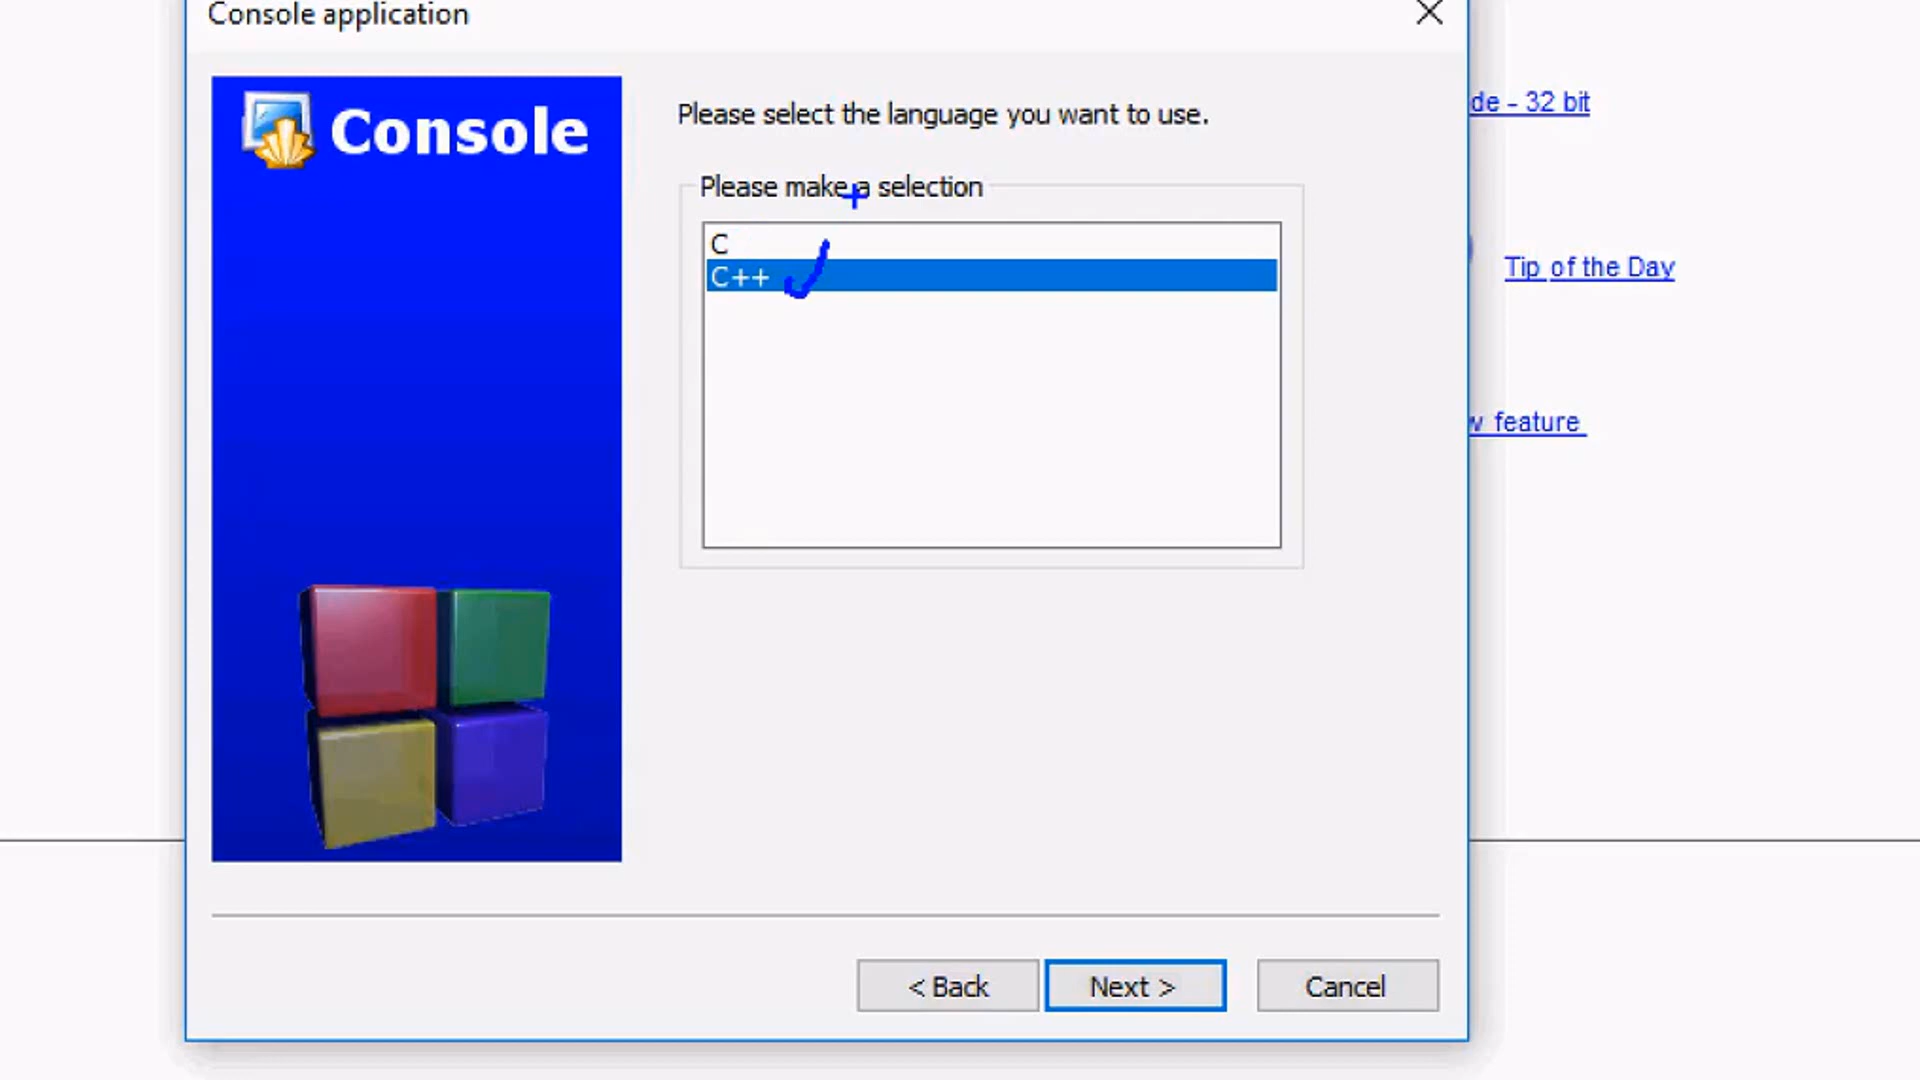 Console application
Console
Please select the language you want to use.
Please make a selection
C
C++
de - 32 bit
Tip of the Day
w feature
< Back
Next >
Cancel